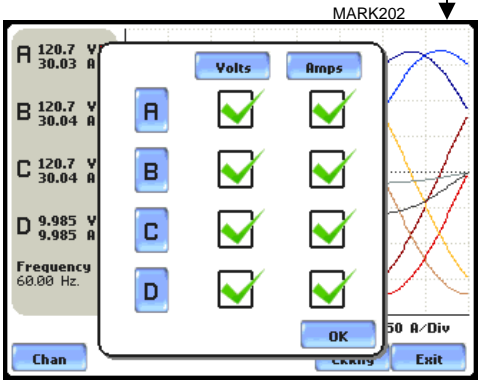 MARK202
A 120.7 V
30.03 A
B 120.7 V
30.04 A
C 120.7 V
30.04 A
D 9.985 V
9.985 A
Frequency
60.00 Hz.
Volts Amps
A
B
C
D
OK
50 A/Div
Chan
Exit